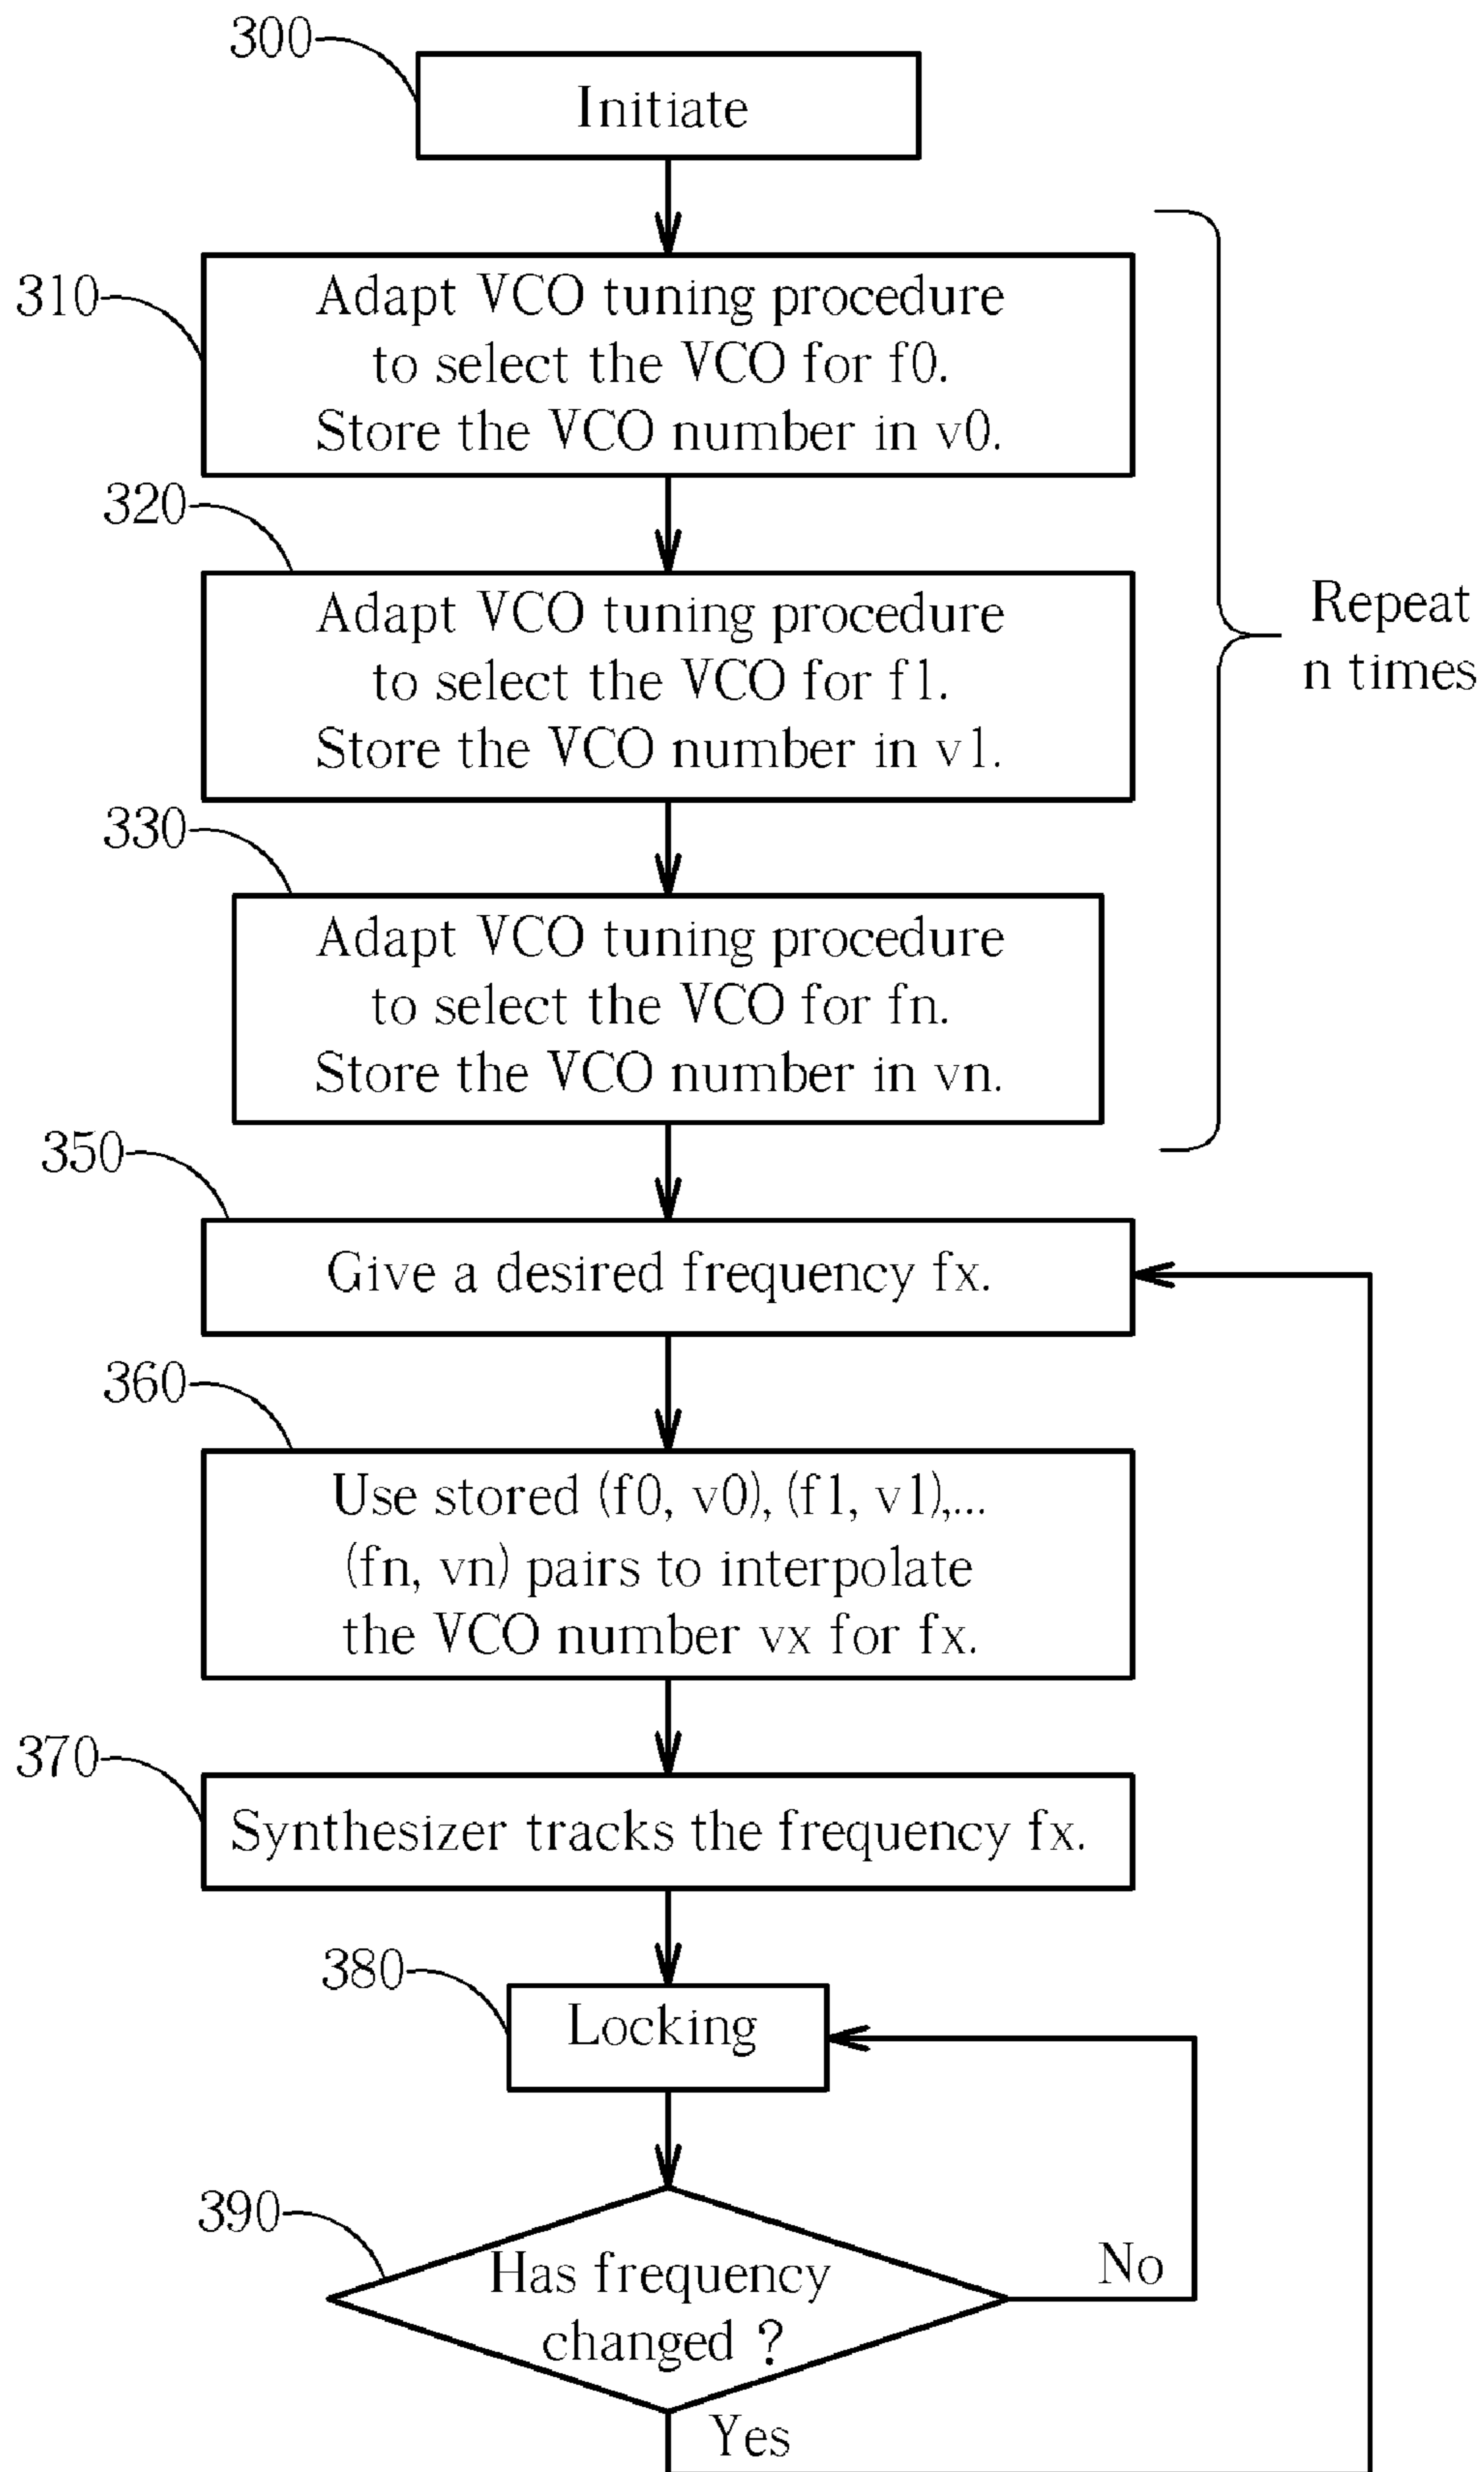 300
Initiate
310
Adapt VCO tuning procedure
to select the VCO for f0.
Store the VCO number in v0.
320
Adapt VCO tuning procedure
to select the VCO for f1.
Store the VCO number in v1.
Repeat
n times
330
Adapt VCO tuning procedure
to select the VCO for fn.
Store the VCO number in vn.
350
Give a desired frequency fx.
360
Use stored (f0, v0), (f1, v1),...
(fn, vn) pairs to interpolate
the VCO number vx for fx.
370
Synthesizer tracks the frequency fx.
380
Locking
390
Has frequency
changed ?
No
Yes